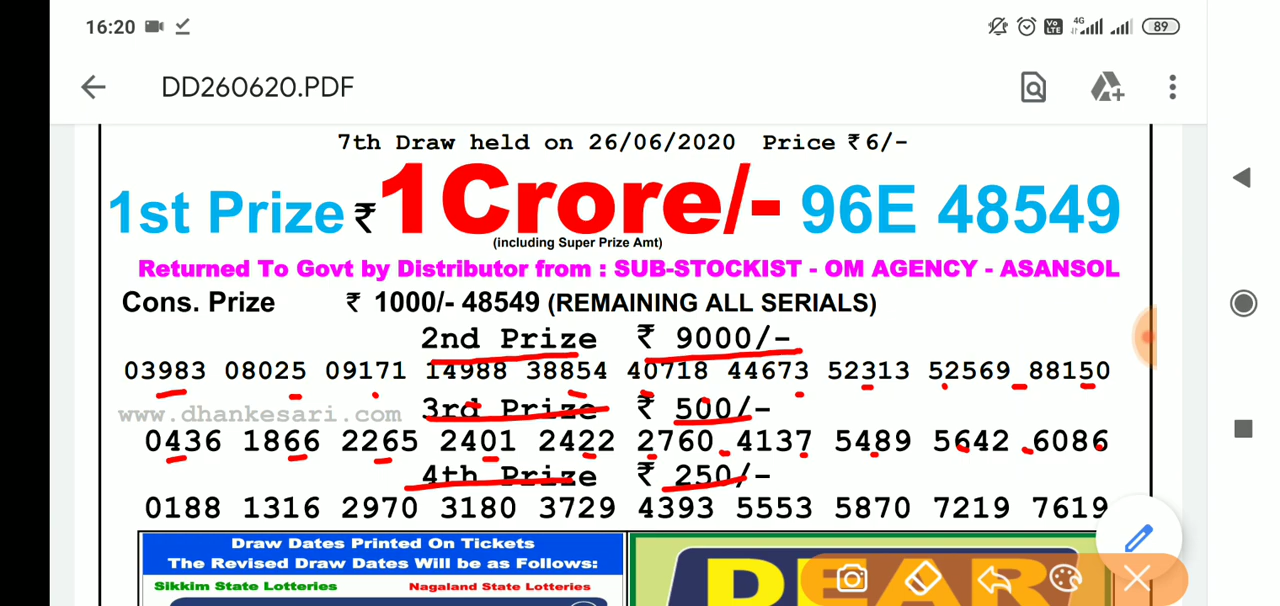 16:20
4G Vo LTE 89
DD260620.PDF
7th Draw held on 26/06/2020 Price ₹6/-
1st Prize ₹1Crore/- 96E 48549
(including Super Prize Amt)
Returned To Govt by Distributor from : SUB-STOCKIST - OM AGENCY - ASANSOL
Cons. Prize ₹ 1000/- 48549 (REMAINING ALL SERIALS)
2nd Prize ₹ 9000/-
03983 08025 09171 14988 38854 40718 44673 52313 52569 88150
www.dhankesari.com
3rd Prize ₹ 500/-
0436 1866 2265 2401 2422 2760 4137 5489 5642 6086
4th Prize ₹ 250/-
0188 1316 2970 3180 3729 4393 5553 5870 7219 7619
Draw Dates Printed On Tickets
The Revised Draw Dates Will be as Follows:
Sikkim State Lotteries Nagaland State Lotteries
DEAR